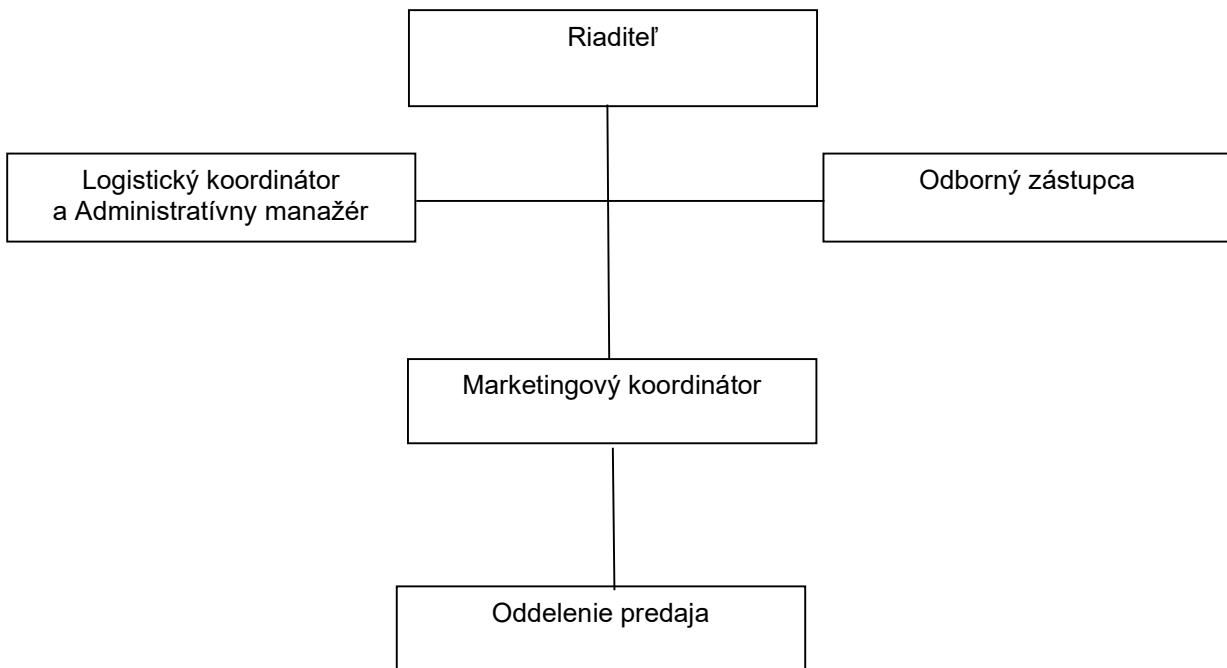 Riaditeľ
Logistický koordinátor
a Administratívny manažér
Odborný zástupca
Marketingový koordinátor
Oddelenie predaja